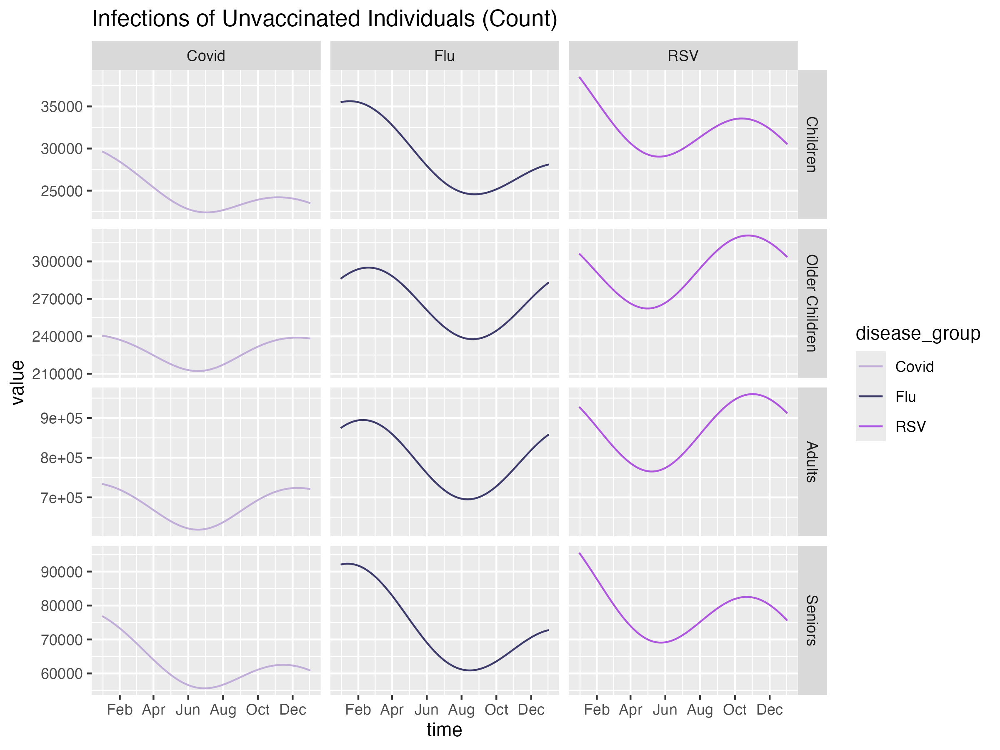 Infections of Unvaccinated Individuals (Count)
Covid
Flu
RSV
35000
30000
25000
Children
300000
270000
240000
210000
Older Children
9e+05
8e+05
7e+05
Adults
90000
80000
70000
60000
Seniors
Feb Apr Jun Aug Oct Dec
Feb Apr Jun Aug Oct Dec
Feb Apr Jun Aug Oct Dec
time
value
disease_group
Covid
Flu
RSV